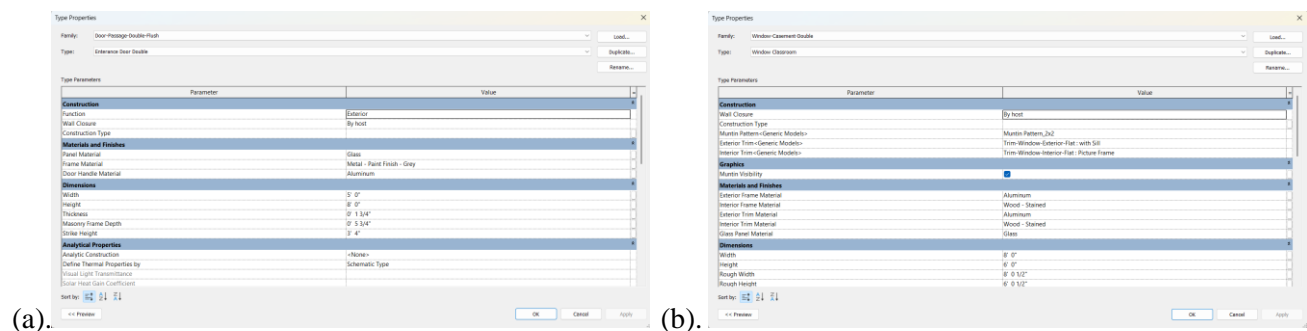 Type Properties
Family: Door-Passage-Double-Flush Load...
Type: Enterance Door Double Duplicate...
Rename...
Type Parameters
Parameter Value
Construction
Function Exterior
Wall Closure By host
Construction Type
Materials and Finishes
Panel Material Glass
Frame Material Metal - Paint Finish - Grey
Door Handle Material Aluminum
Dimensions
Width 5' 0"
Height 8' 0"
Thickness 0' 1 3/4"
Masonry Frame Depth 0' 5 3/4"
Strike Height 3' 4"
Analytical Properties
Analytic Construction <None>
Define Thermal Properties by Schematic Type
Visual Light Transmittance
Solar Heat Gain Coefficient
Sort by:
<< Preview OK Cancel Apply
(a).
Type Properties
Family: Window-Casement-Double Load...
Type: Window Classroom Duplicate...
Rename...
Type Parameters
Parameter Value
Construction
Wall Closure By host
Construction Type
Muntin Pattern<Generic Models> Muntin Pattern_2x2
Exterior Trim<Generic Models> Trim-Window-Exterior-Flat : with Sill
Interior Trim<Generic Models> Trim-Window-Interior-Flat : Picture Frame
Graphics
Muntin Visibility
Materials and Finishes
Exterior Frame Material Aluminum
Interior Frame Material Wood - Stained
Exterior Trim Material Aluminum
Interior Trim Material Wood - Stained
Glass Panel Material Glass
Dimensions
Width 8' 0"
Height 6' 0"
Rough Width 8' 0 1/2"
Rough Height 6' 0 1/2"
Sort by:
<< Preview OK Cancel Apply
(b).